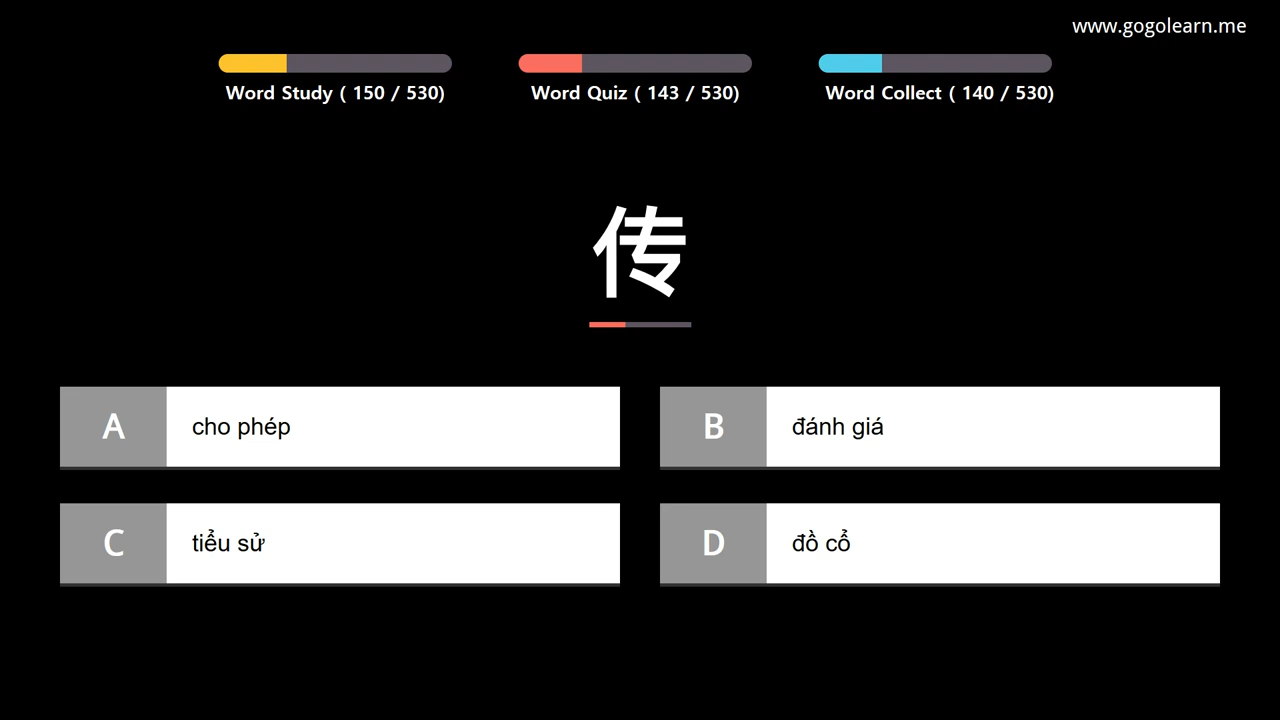 www.gogolearn.me
Word Study ( 150 / 530)
Word Quiz ( 143 / 530)
Word Collect ( 140 / 530)
传
A cho phép
B đánh giá
C tiểu sử
D đồ cổ